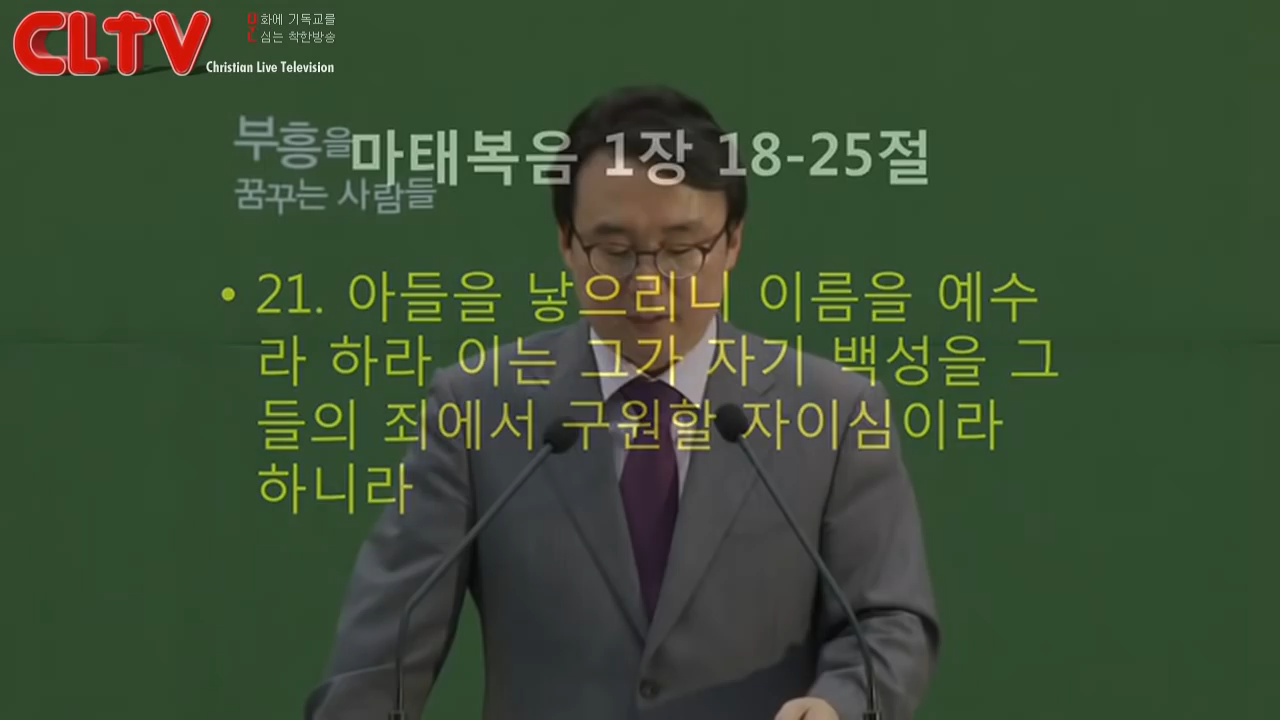 CLTV
화에 기독교를
심는 착한방송
Christian Live Television
부흥을
꿈꾸는 사람들
마태복음 1장 18-25절
• 21. 아들을 낳으리니 이름을 예수
라 하라 이는 그가 자기 백성을 그
들의 죄에서 구원할 자이심이라
하니라